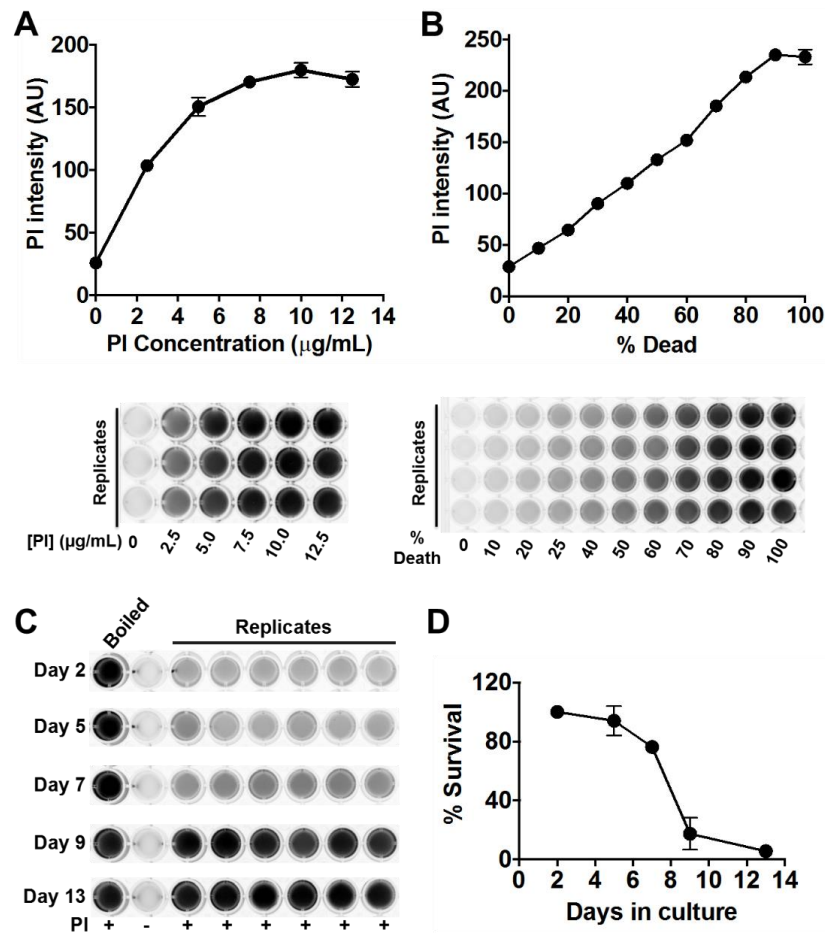 A
PI intensity (AU)
200
150
100
50
0
0 2 4 6 8 10 12 14
PI Concentration (μg/mL)
B
PI intensity (AU)
250
200
150
100
50
0
0 20 40 60 80 100
% Dead
Replicates
[PI] (μg/mL) 0 2.5 5.0 7.5 10.0 12.5
Replicates
% Death 0 10 20 25 40 50 60 70 80 90 100
C
Boiled
Replicates
Day 2
Day 5
Day 7
Day 9
Day 13
PI + - + + + + + +
D
% Survival
120
80
40
0
0 2 4 6 8 10 12 14
Days in culture